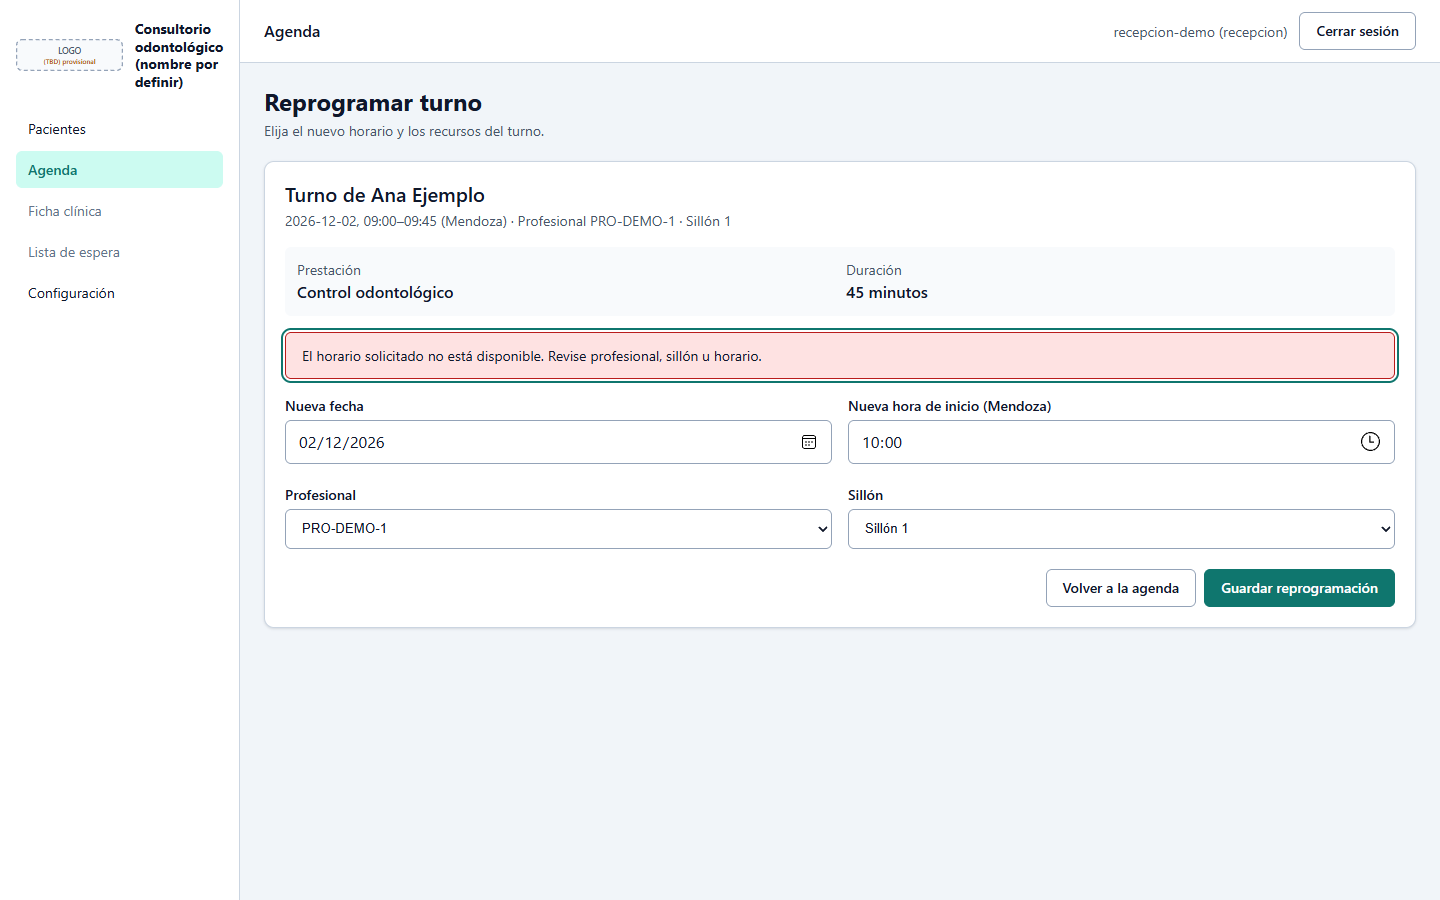 LOGO
(TBD) provisional
Consultorio
odontológico
(nombre por
definir)
Pacientes
Agenda
Ficha clínica
Lista de espera
Configuración
Agenda
recepcion-demo (recepcion)
Cerrar sesión
Reprogramar turno
Elija el nuevo horario y los recursos del turno.
Turno de Ana Ejemplo
2026-12-02, 09:00–09:45 (Mendoza) · Profesional PRO-DEMO-1 · Sillón 1
Prestación
Control odontológico
Duración
45 minutos
El horario solicitado no está disponible. Revise profesional, sillón u horario.
Nueva fecha
02/12/2026
Nueva hora de inicio (Mendoza)
10:00
Profesional
PRO-DEMO-1
Sillón
Sillón 1
Volver a la agenda
Guardar reprogramación